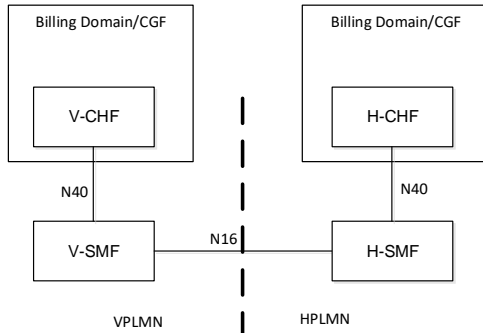 Billing Domain/CGF
Billing Domain/CGF
V-CHF
H-CHF
N40
N40
V-SMF
N16
H-SMF
VPLMN
HPLMN